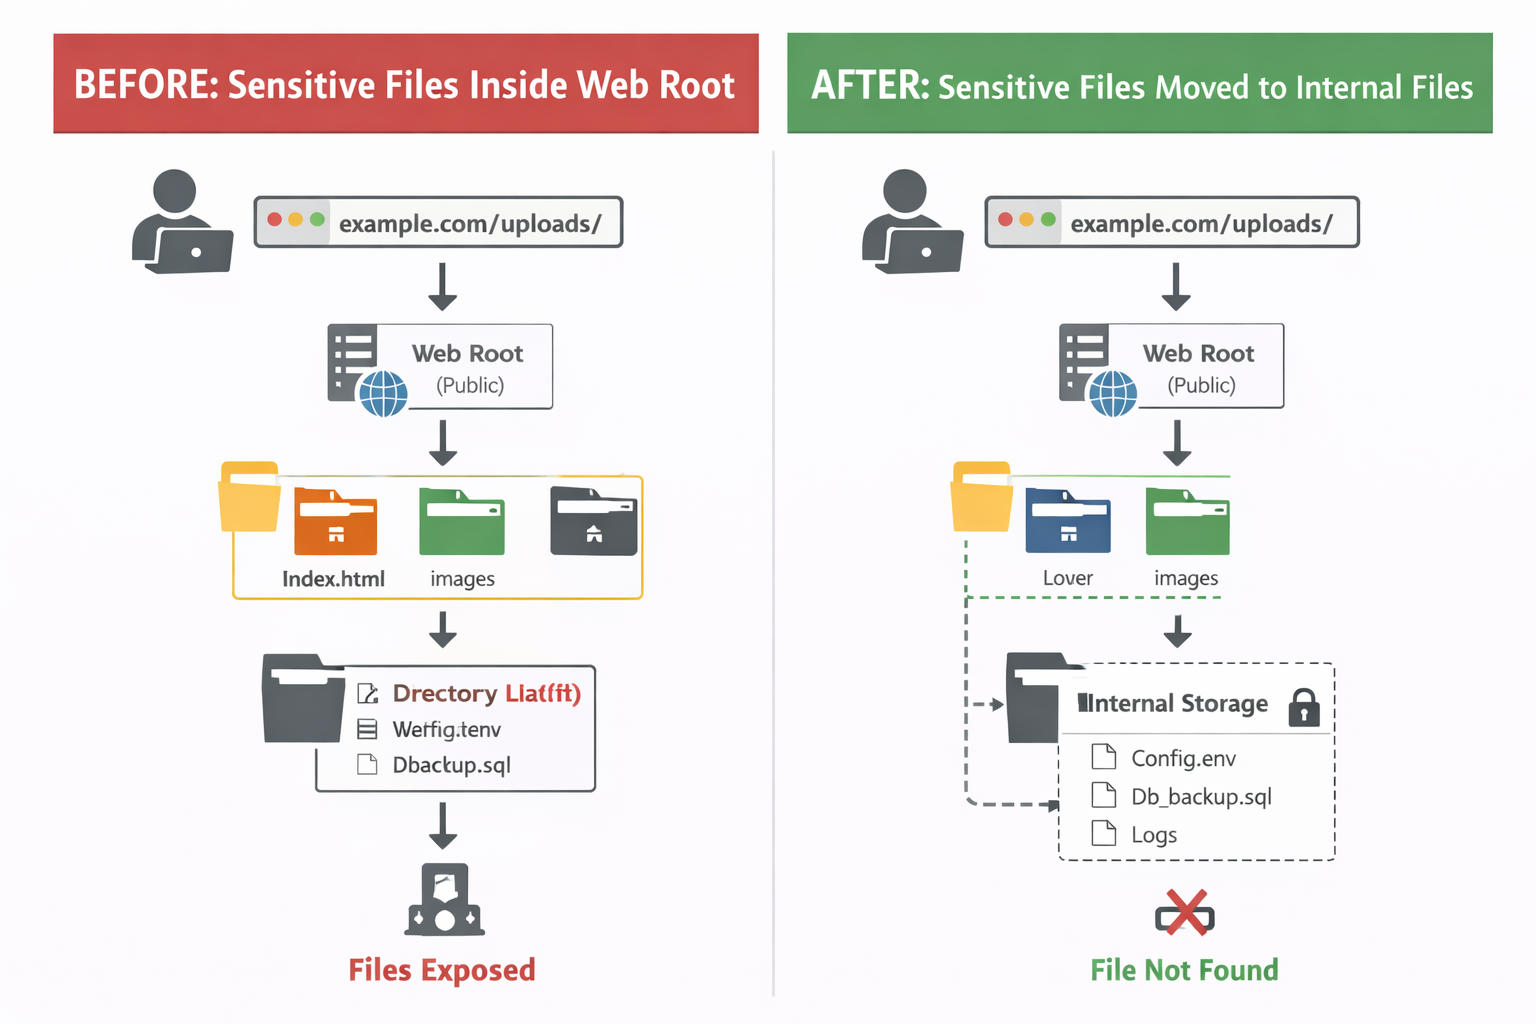 BEFORE: Sensitive Files Inside Web Root
example.com/uploads/
Web Root
(Public)
Index.html
images
Drectory Liat(ft)
Werfig.tenv
Dbactup.sql
Files Exposed
AFTER: Sensitive Files Moved to Internal Files
example.com/uploads/
Web Root
(Public)
Lover
images
Internal Storage
Config.env
Db_backup.sql
Logs
File Not Found